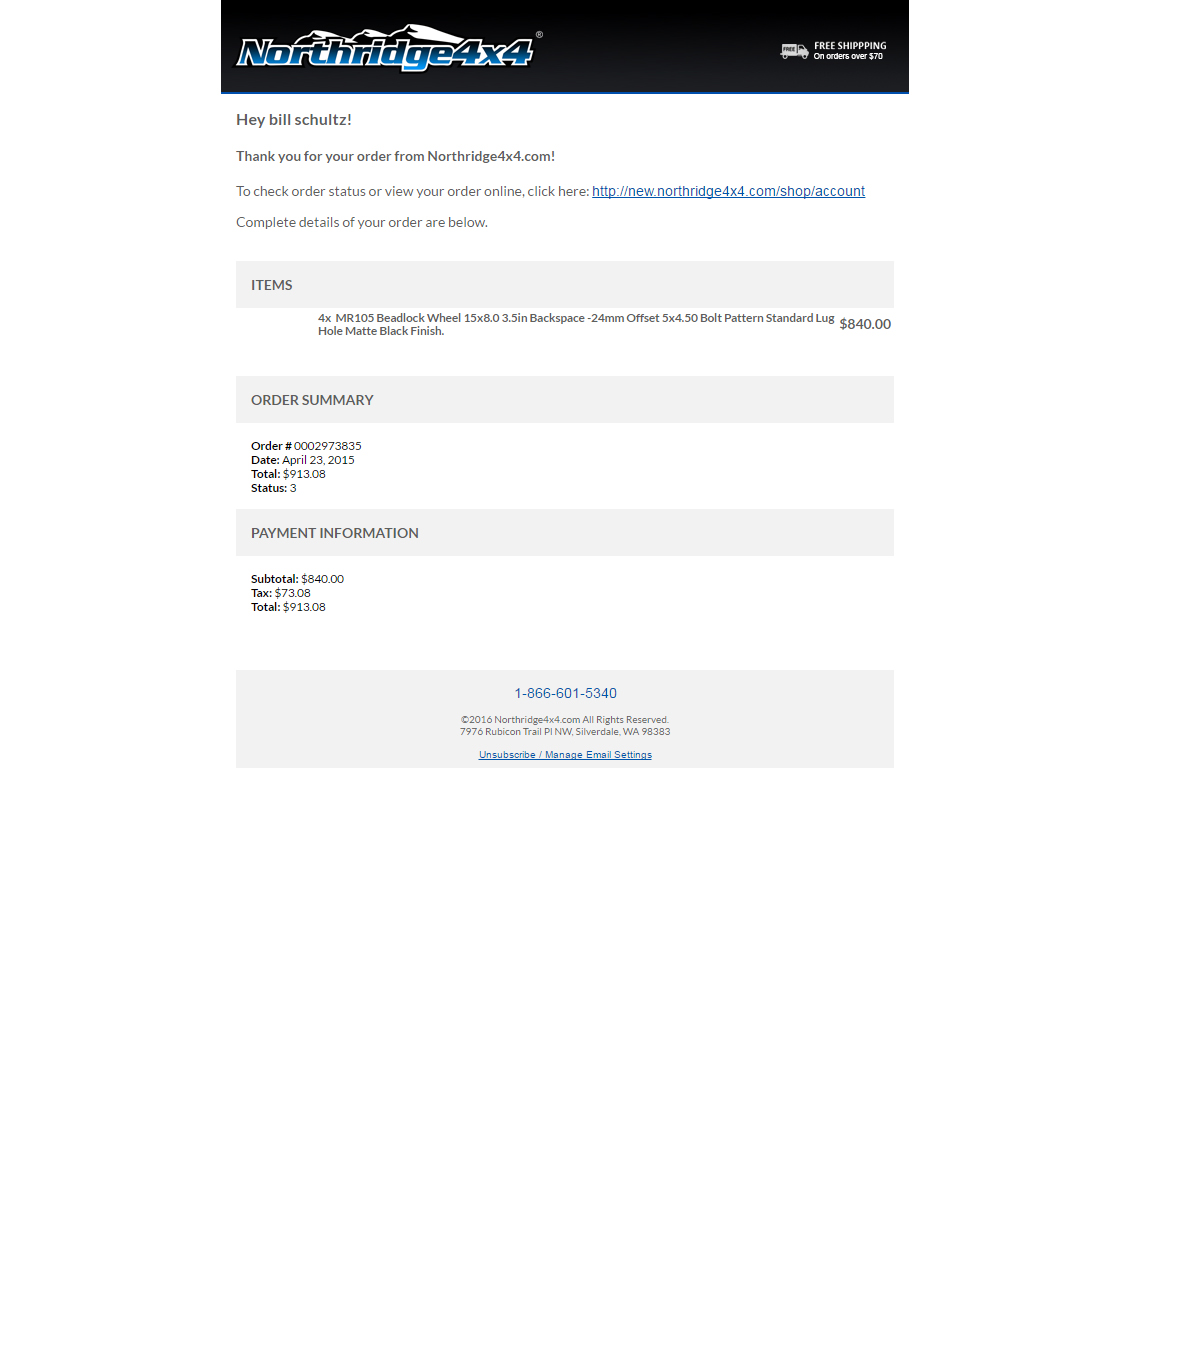 Northridge4x4®
FREE SHIPPPING
On orders over $70
FREE
Hey bill schultz!
Thank you for your order from Northridge4x4.com!
To check order status or view your order online, click here: http://new.northridge4x4.com/shop/account
Complete details of your order are below.
ITEMS
4x MR105 Beadlock Wheel 15x8.0 3.5in Backspace -24mm Offset 5x4.50 Bolt Pattern Standard Lug
Hole Matte Black Finish.
$840.00
ORDER SUMMARY
Order # 0002973835
Date: April 23, 2015
Total: $913.08
Status: 3
PAYMENT INFORMATION
Subtotal: $840.00
Tax: $73.08
Total: $913.08
1-866-601-5340
©2016 Northridge4x4.com All Rights Reserved.
7976 Rubicon Trail Pl NW, Silverdale, WA 98383
Unsubscribe / Manage Email Settings